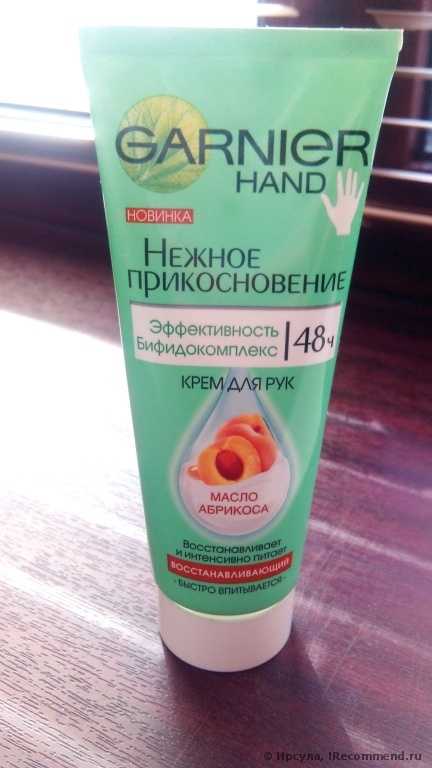 GARNIER
HAND
НОВИНКА
НЕЖНОЕ
ПРИКОСНОВЕНИЕ
Эффективность
Бифидокомплекс
48ч
КРЕМ ДЛЯ РУК
МАСЛО
АБРИКОСА
Восстанавливает
и интенсивно питает
ВОССТАНАВЛИВАЮЩИЙ
- БЫСТРО ВПИТЫВАЕТСЯ -
© Ирсула, IRecommend.ru